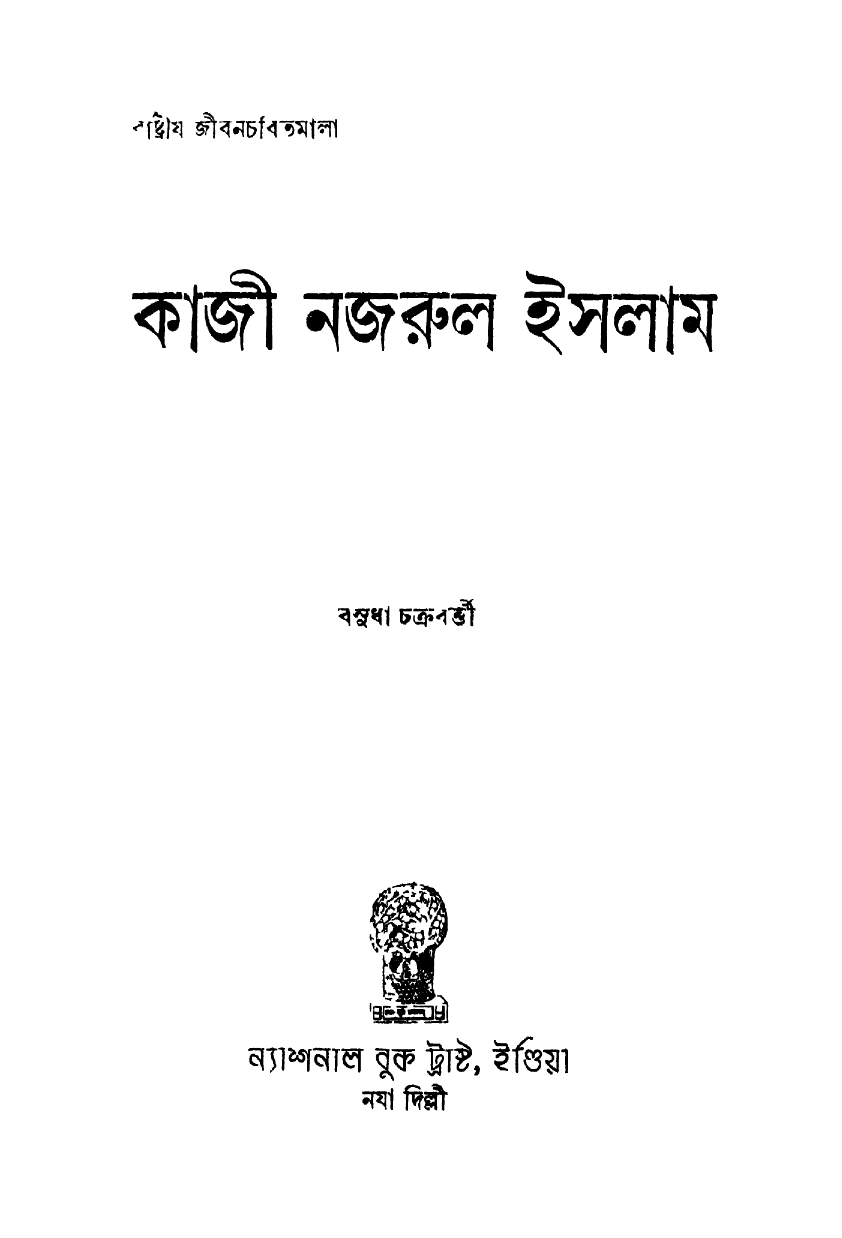 রাষ্ট্রীয় জীবনচরিতমালা
কাজী নজরুল ইসলাম
বসুধা চক্রবর্ত্তী
ন্যাশনাল বুক ট্রাষ্ট, ইণ্ডিয়া
নয়া দিল্লী